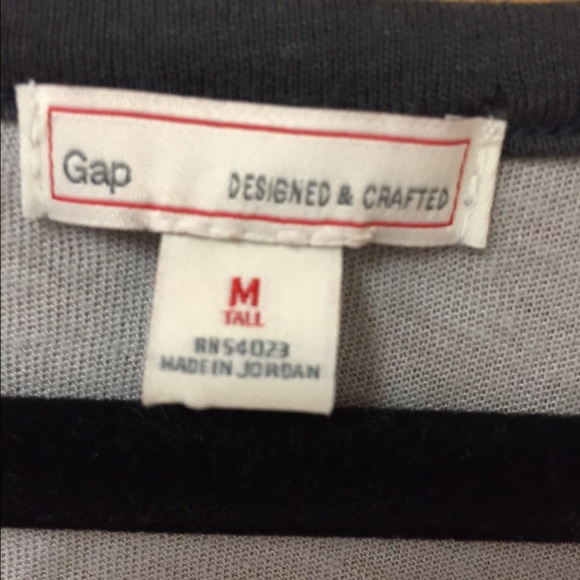 Gap DESIGNED & CRAFTED
M
TALL
RN54023
MADE IN JORDAN